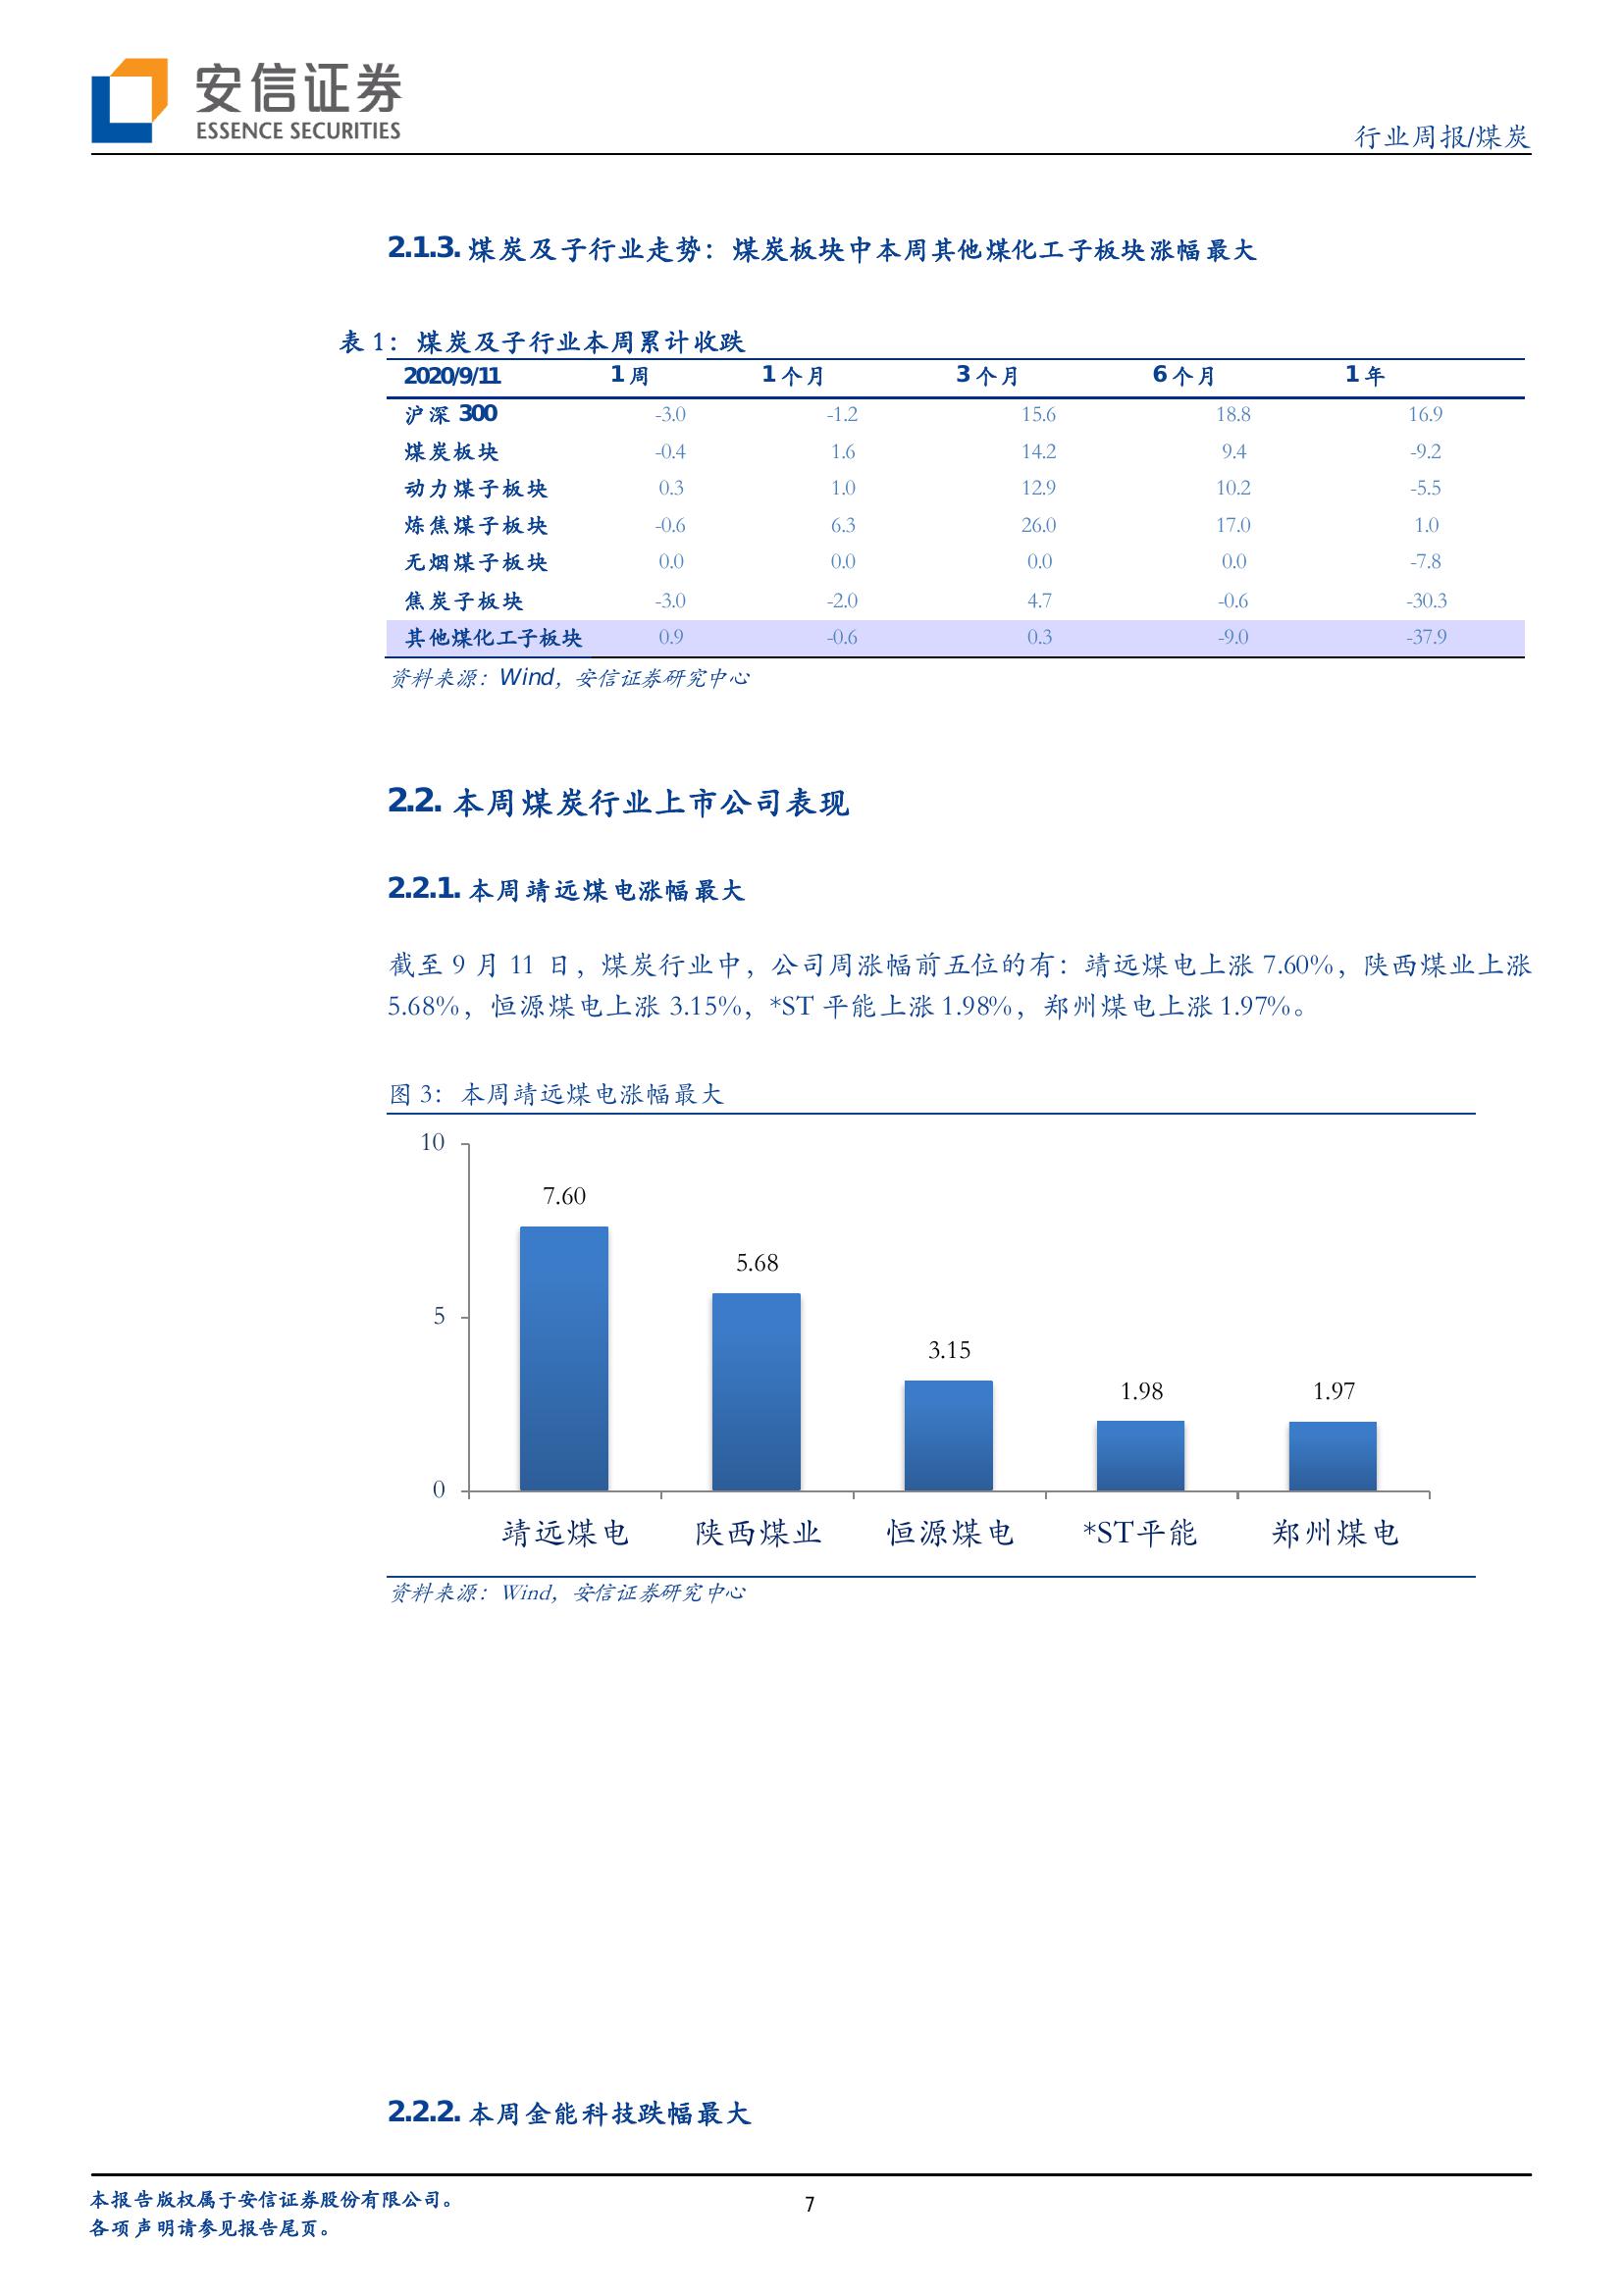 安信证券
ESSENCE SECURITIES
行业周报/煤炭
2.1.3. 煤炭及子行业走势：煤炭板块中本周其他煤化工子板块涨幅最大
表 1：煤炭及子行业本周累计收跌
2020/9/11 1 周 1 个月 3 个月 6 个月 1 年
沪深 300 -3.0 -1.2 15.6 18.8 16.9
煤炭板块 -0.4 1.6 14.2 9.4 -9.2
动力煤子板块 0.3 1.0 12.9 10.2 -5.5
炼焦煤子板块 -0.6 6.3 26.0 17.0 1.0
无烟煤子板块 0.0 0.0 0.0 0.0 -7.8
焦炭子板块 -3.0 -2.0 4.7 -0.6 -30.3
其他煤化工子板块 0.9 -0.6 0.3 -9.0 -37.9
资料来源：Wind，安信证券研究中心
2.2. 本周煤炭行业上市公司表现
2.2.1. 本周靖远煤电涨幅最大
截至 9 月 11 日，煤炭行业中，公司周涨幅前五位的有：靖远煤电上涨 7.60%，陕西煤业上涨
5.68%，恒源煤电上涨 3.15%，*ST 平能上涨 1.98%，郑州煤电上涨 1.97%。
图 3：本周靖远煤电涨幅最大
10
7.60
5.68
5
3.15
1.98
1.97
0
靖远煤电 陕西煤业 恒源煤电 *ST平能 郑州煤电
资料来源：Wind，安信证券研究中心
2.2.2. 本周金能科技跌幅最大
本报告版权属于安信证券股份有限公司。
7
各项声明请参见报告尾页。